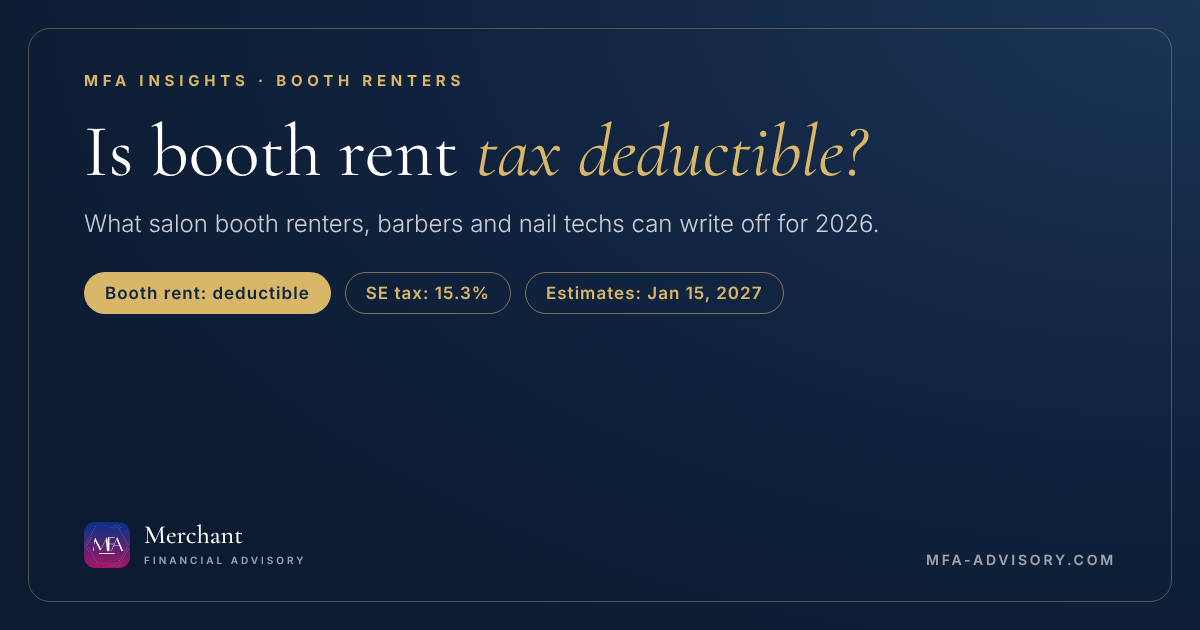 MFA INSIGHTS · BOOTH RENTERS
Is booth rent tax deductible?
What salon booth renters, barbers and nail techs can write off for 2026.
Booth rent: deductible
SE tax: 15.3%
Estimates: Jan 15, 2027
MFA
Merchant
FINANCIAL ADVISORY
MFA-ADVISORY.COM